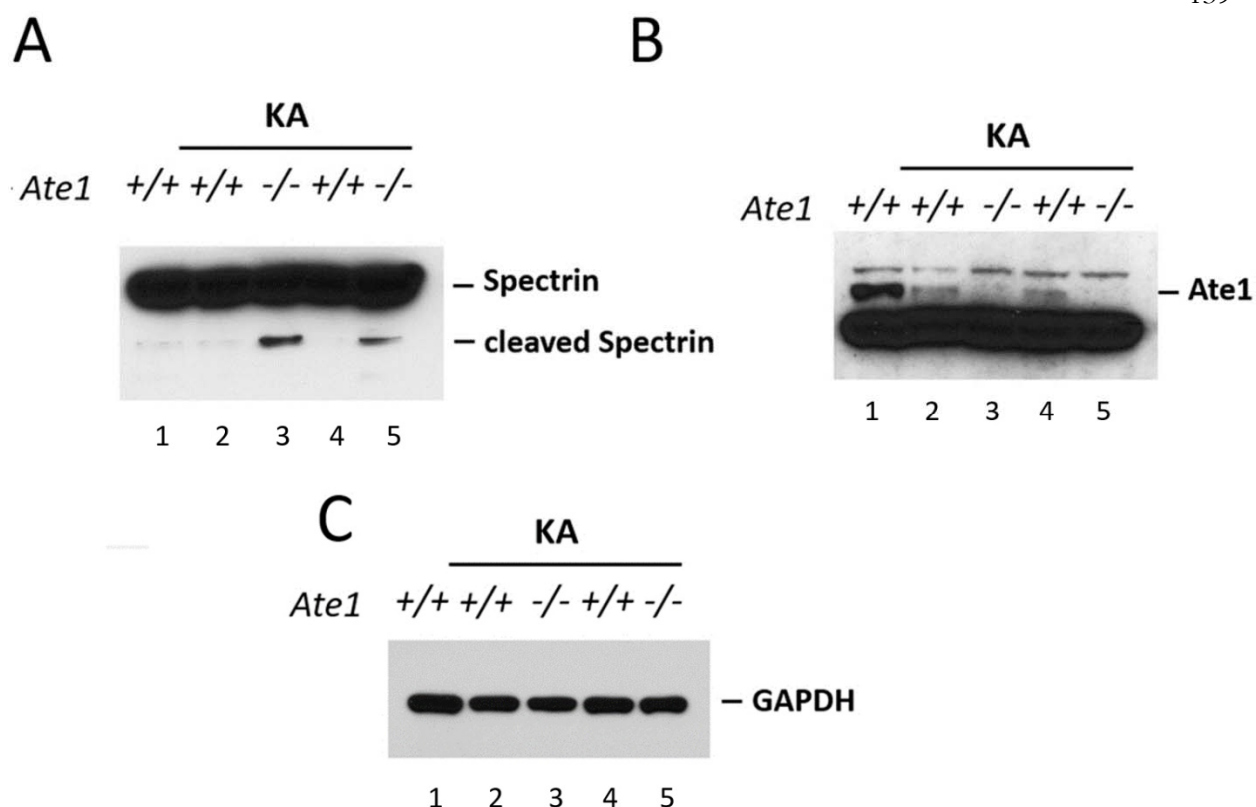 A
KA
Ate1 +/+ +/+ -/- +/+ -/-
– Spectrin
– cleaved Spectrin
1 2 3 4 5
B
KA
Ate1 +/+ +/+ -/- +/+ -/-
– Ate1
1 2 3 4 5
C
KA
Ate1 +/+ +/+ -/- +/+ -/-
– GAPDH
1 2 3 4 5